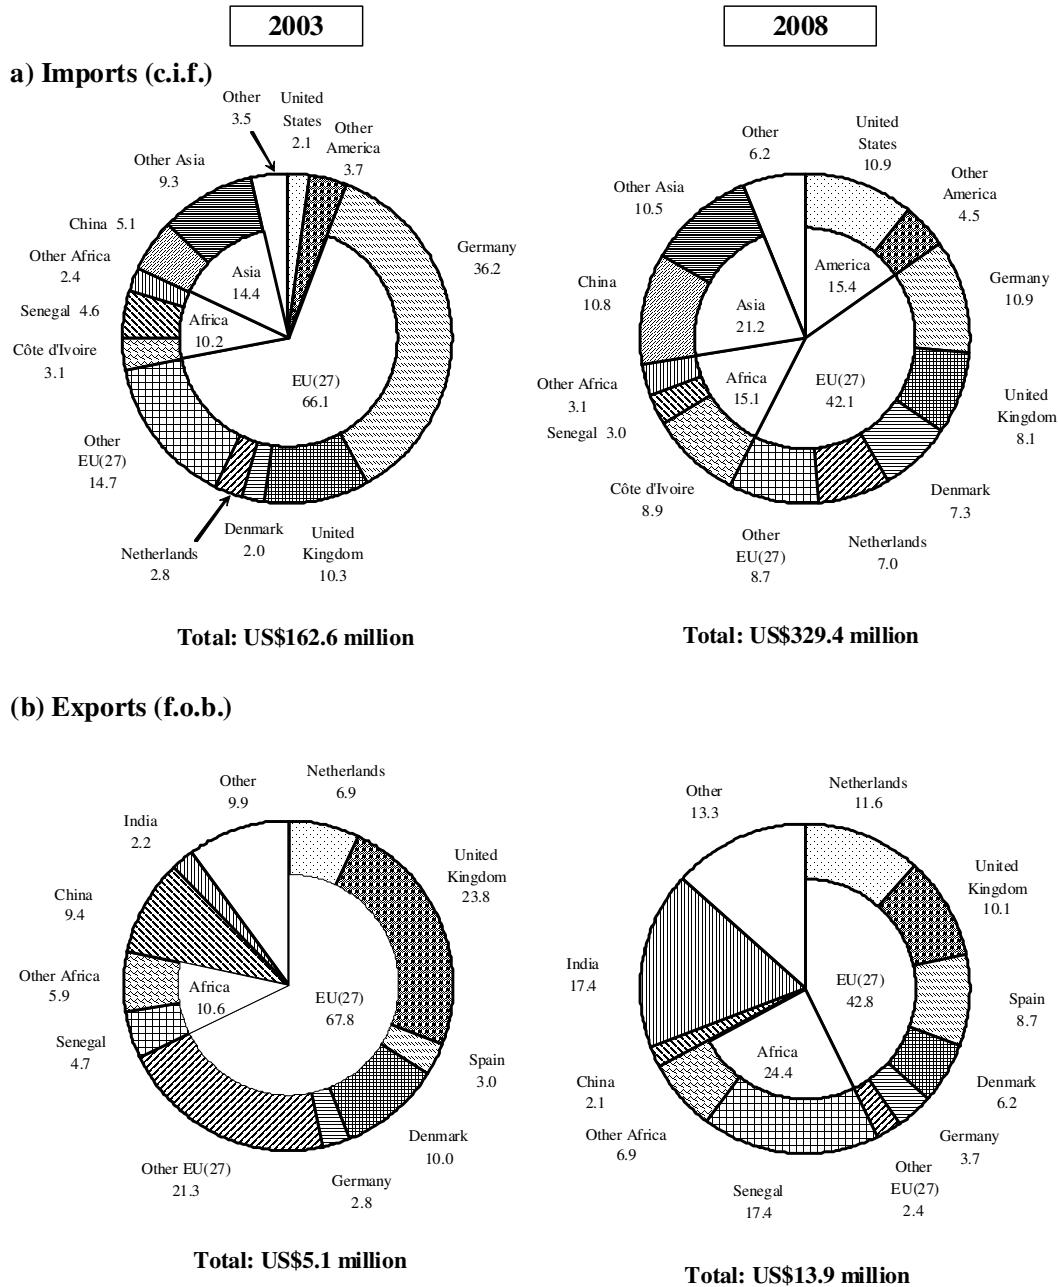 2003
2008
a) Imports (c.i.f.)
Other
3.5
United
States
2.1
Other
America
3.7
Other Asia
9.3
China 5.1
Other Africa
2.4
Senegal 4.6
Côte d'Ivoire
3.1
Other
EU(27)
14.7
Netherlands
2.8
Denmark
2.0
United
Kingdom
10.3
Germany
36.2
Asia
14.4
Africa
10.2
EU(27)
66.1
Total: US$162.6 million
Other
6.2
United
States
10.9
Other
America
4.5
Other Asia
10.5
Germany
10.9
China
10.8
United
Kingdom
8.1
Other Africa
3.1
Senegal 3.0
Denmark
7.3
Côte d'Ivoire
8.9
Other
EU(27)
8.7
Netherlands
7.0
America
15.4
Asia
21.2
Africa
15.1
EU(27)
42.1
Total: US$329.4 million
(b) Exports (f.o.b.)
Other
9.9
Netherlands
6.9
India
2.2
United
Kingdom
23.8
China
9.4
Other Africa
5.9
Senegal
4.7
Spain
3.0
Denmark
10.0
Other EU(27)
21.3
Germany
2.8
Africa
10.6
EU(27)
67.8
Total: US$5.1 million
Other
13.3
Netherlands
11.6
United
Kingdom
10.1
India
17.4
Spain
8.7
China
2.1
Denmark
6.2
Other Africa
6.9
Germany
3.7
Other
EU(27)
2.4
Senegal
17.4
EU(27)
42.8
Africa
24.4
Total: US$13.9 million